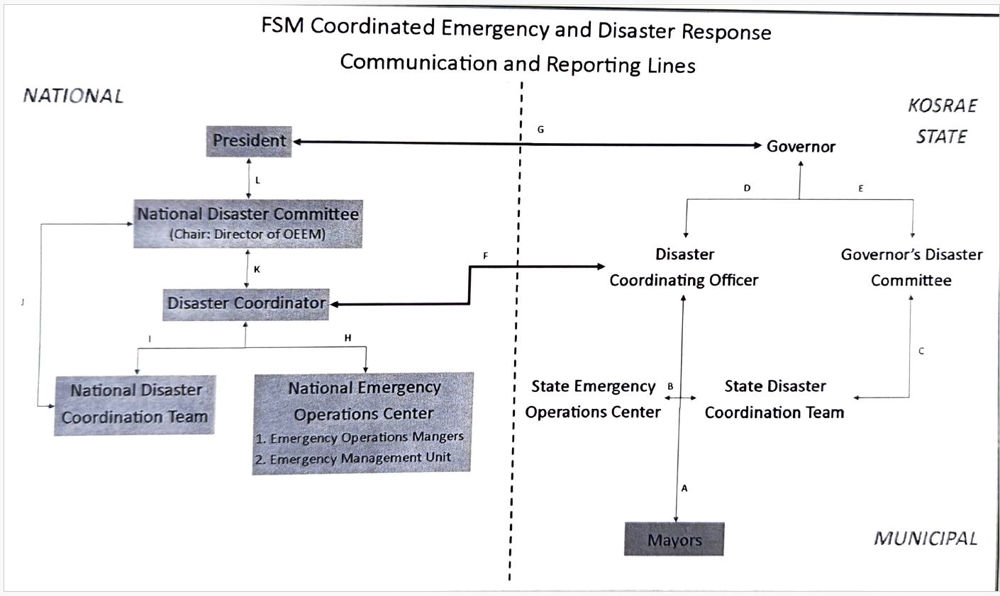 FSM Coordinated Emergency and Disaster Response
Communication and Reporting Lines
NATIONAL
KOSRAE
STATE
President
G
Governor
L
D
E
National Disaster Committee
(Chair: Director of OEEM)
F
Disaster
Coordinating Officer
Governor's Disaster
Committee
K
J
Disaster Coordinator
I
H
C
National Disaster
Coordination Team
National Emergency
Operations Center
1. Emergency Operations Mangers
2. Emergency Management Unit
State Emergency
Operations Center
B
State Disaster
Coordination Team
A
Mayors
MUNICIPAL